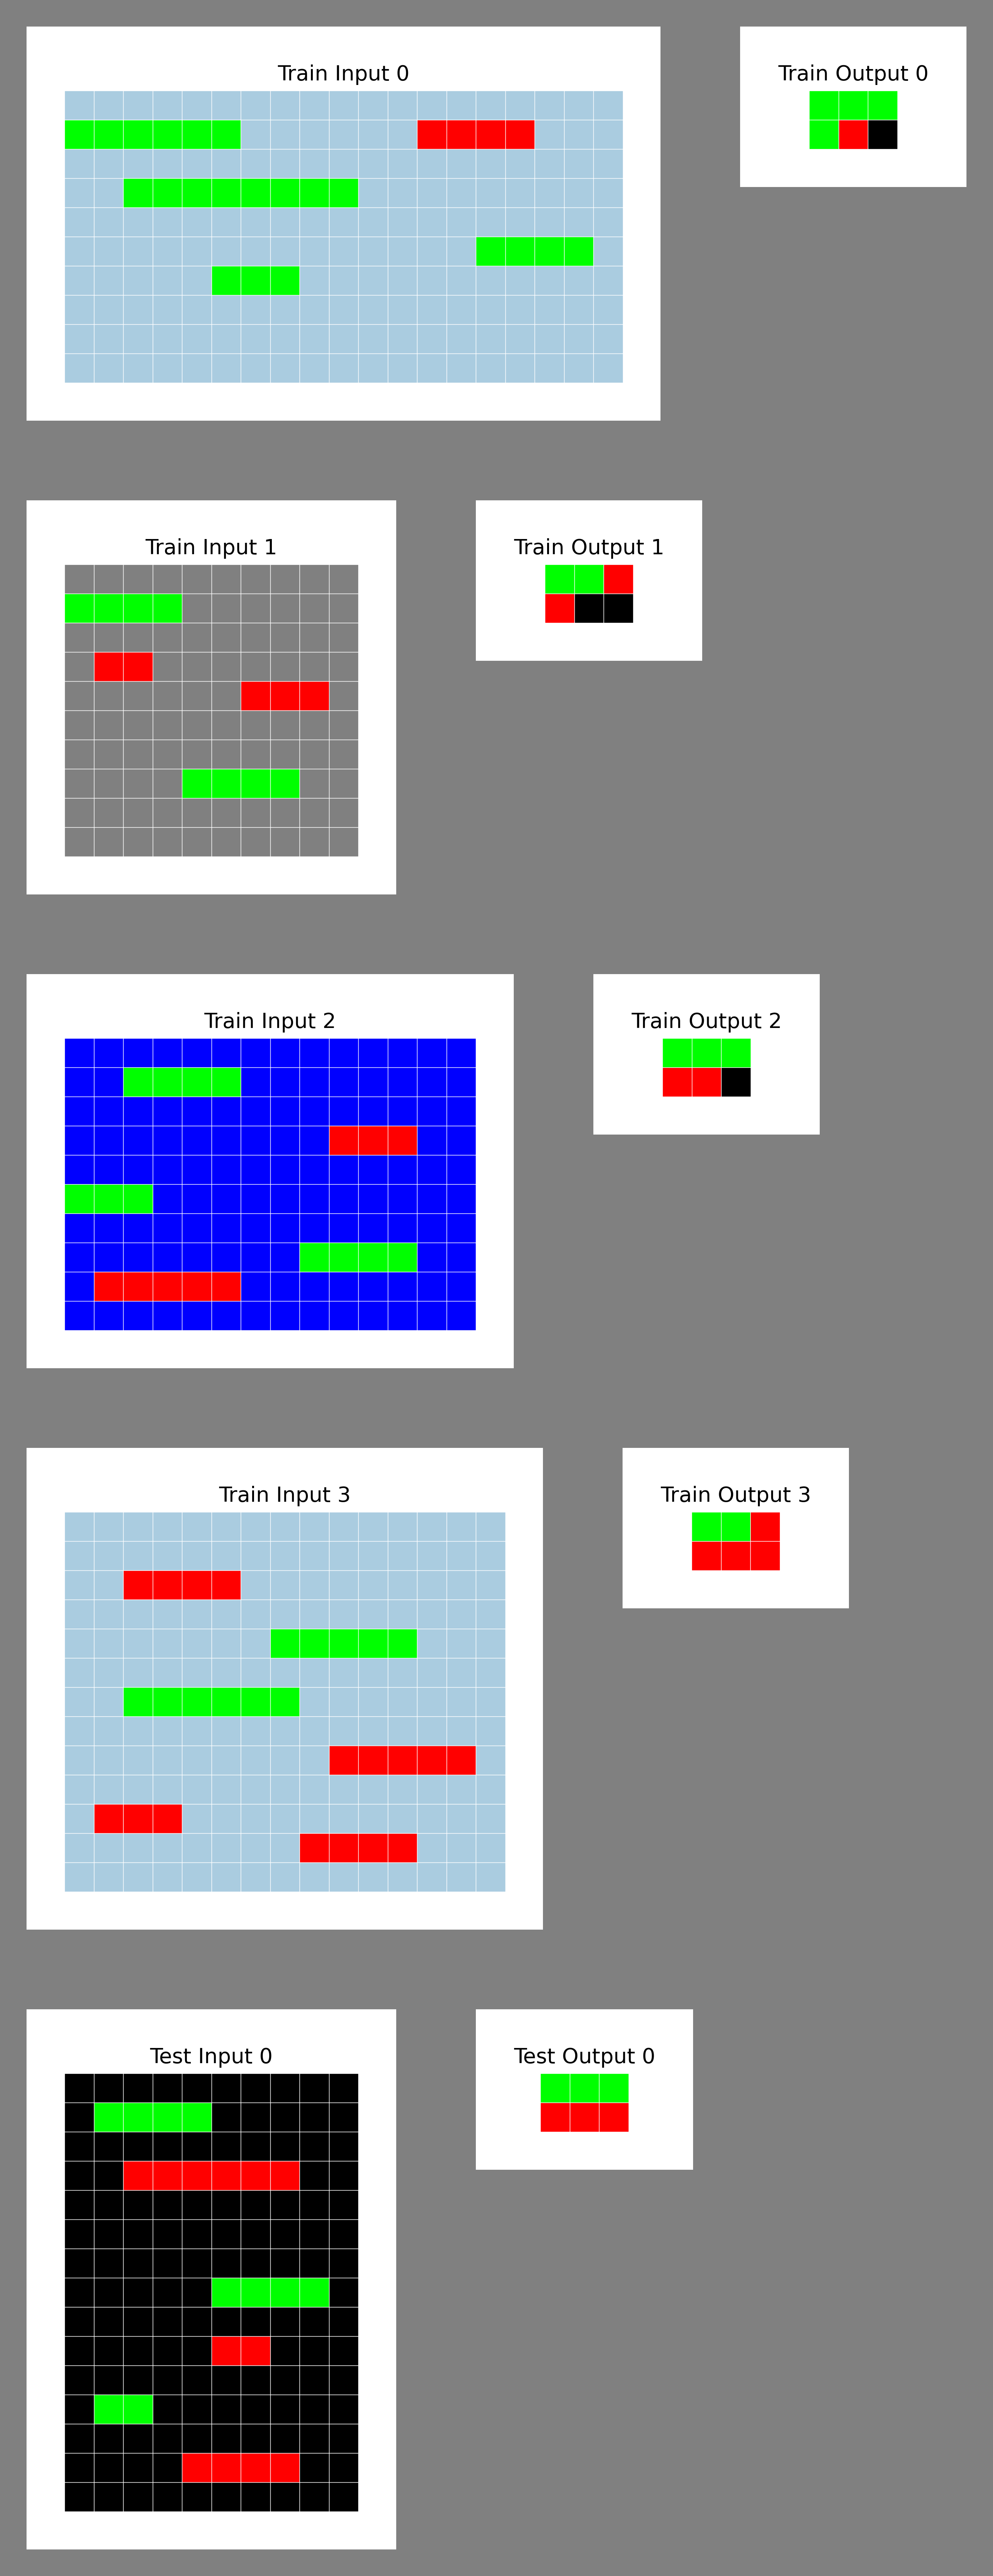 Train Input 0
Train Output 0
Train Input 1
Train Output 1
Train Input 2
Train Output 2
Train Input 3
Train Output 3
Test Input 0
Test Output 0